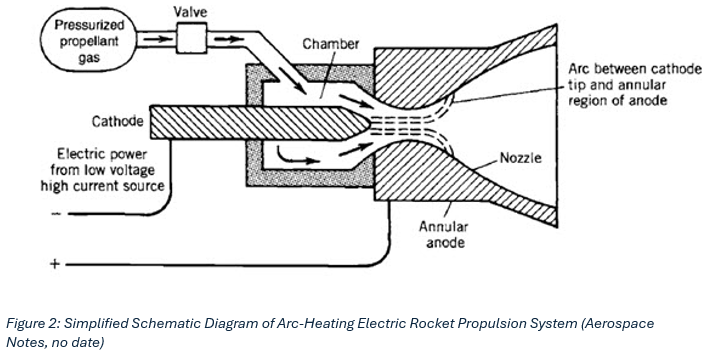 Pressurized
propellant
gas
Valve
Chamber
Arc between cathode
tip and annular
region of anode
Cathode
Electric power
from low voltage
high current source
Nozzle
Annular
anode
−
+
Figure 2: Simplified Schematic Diagram of Arc-Heating Electric Rocket Propulsion System (Aerospace
Notes, no date)